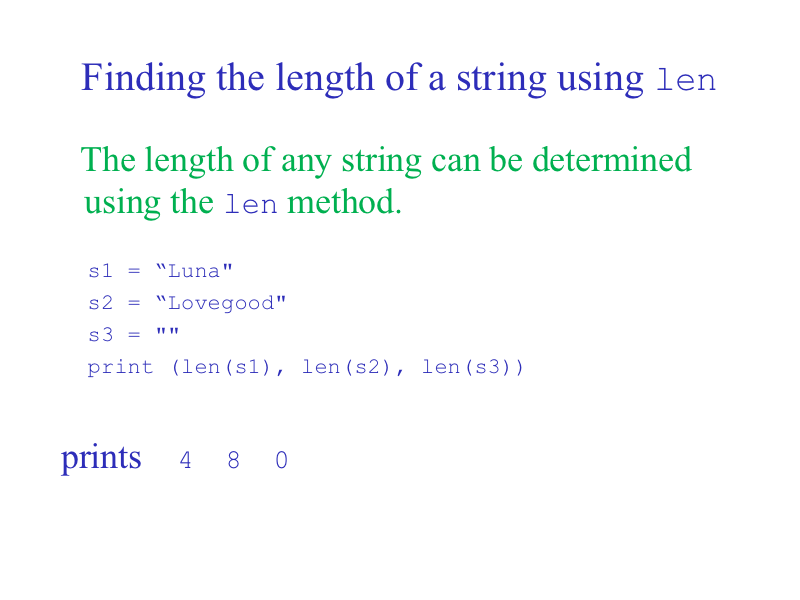 Finding the length of a string using len
The length of any string can be determined
using the len method.
s1 = “Luna"
s2 = “Lovegood"
s3 = ""
print (len(s1), len(s2), len(s3))
prints 4 8 0